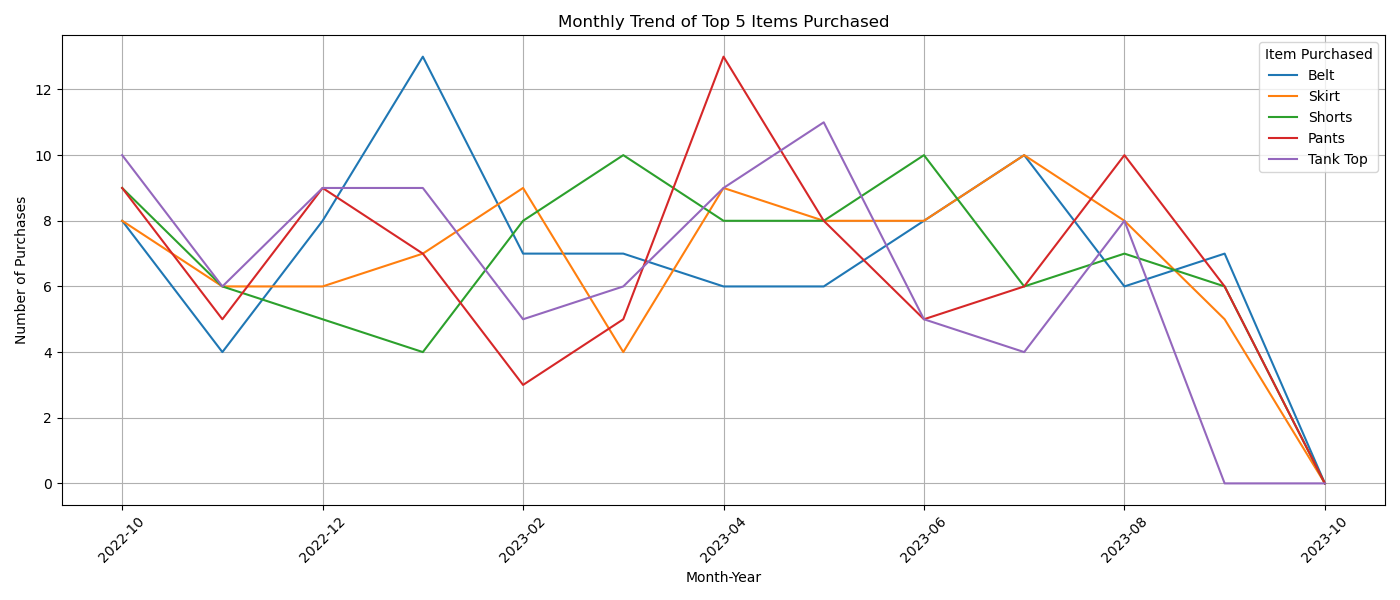 Monthly Trend of Top 5 Items Purchased
Item Purchased
Belt
Skirt
Shorts
Pants
Tank Top
Number of Purchases
12
10
8
6
4
2
0
2022-10
2022-12
2023-02
2023-04
2023-06
2023-08
2023-10
Month-Year